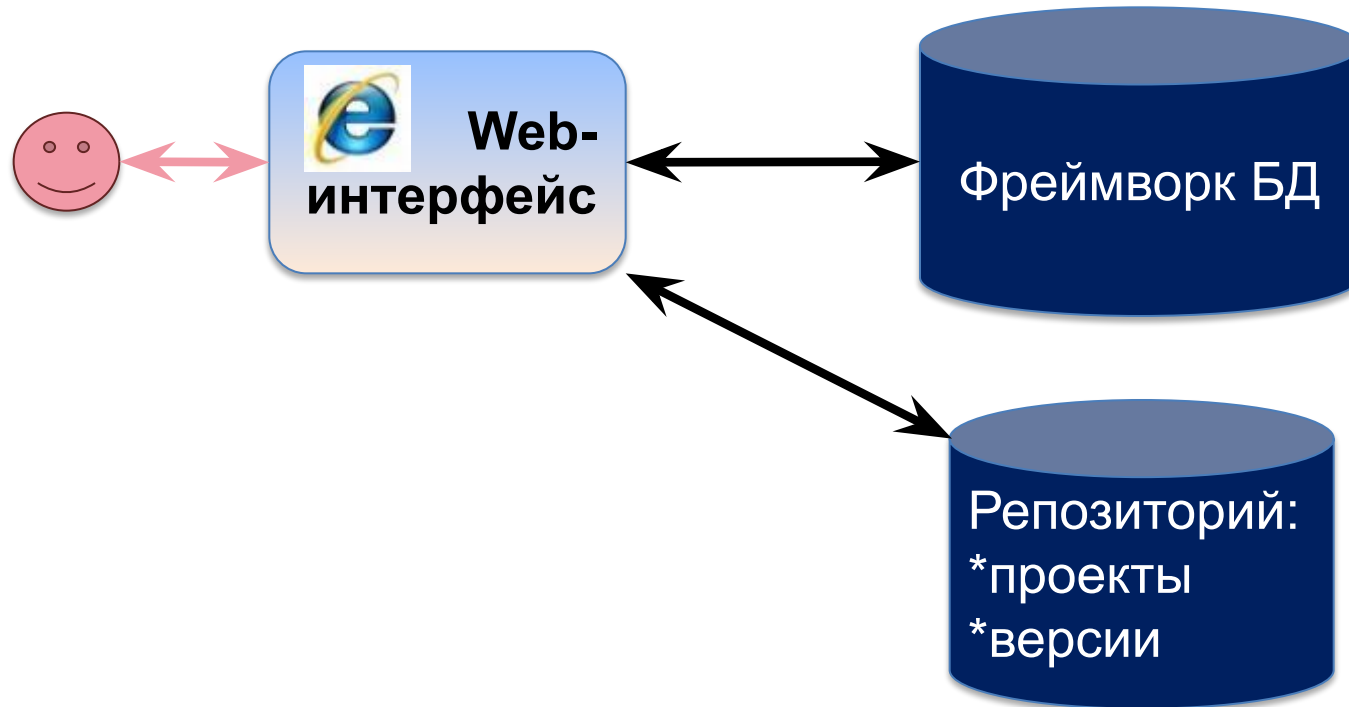 Web-
интерфейс
Фреймворк БД
Репозиторий:
*проекты
*версии